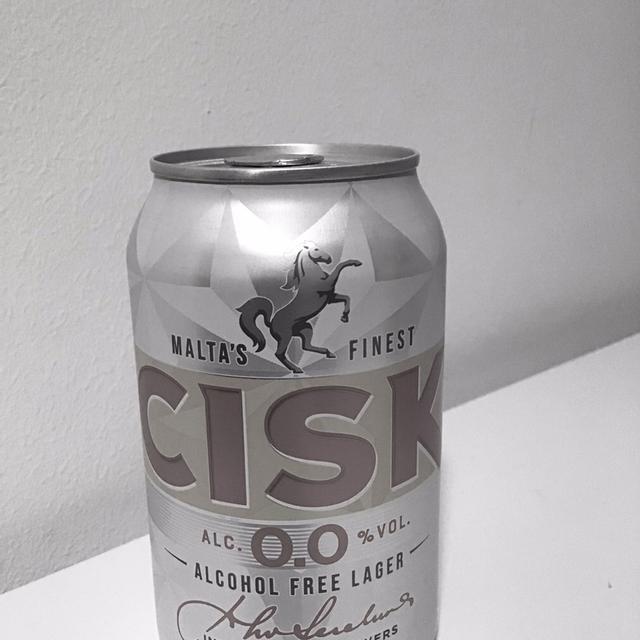 MALTA'S FINEST
CISK
ALC. 0.0 %VOL.
ALCOHOL FREE LAGER